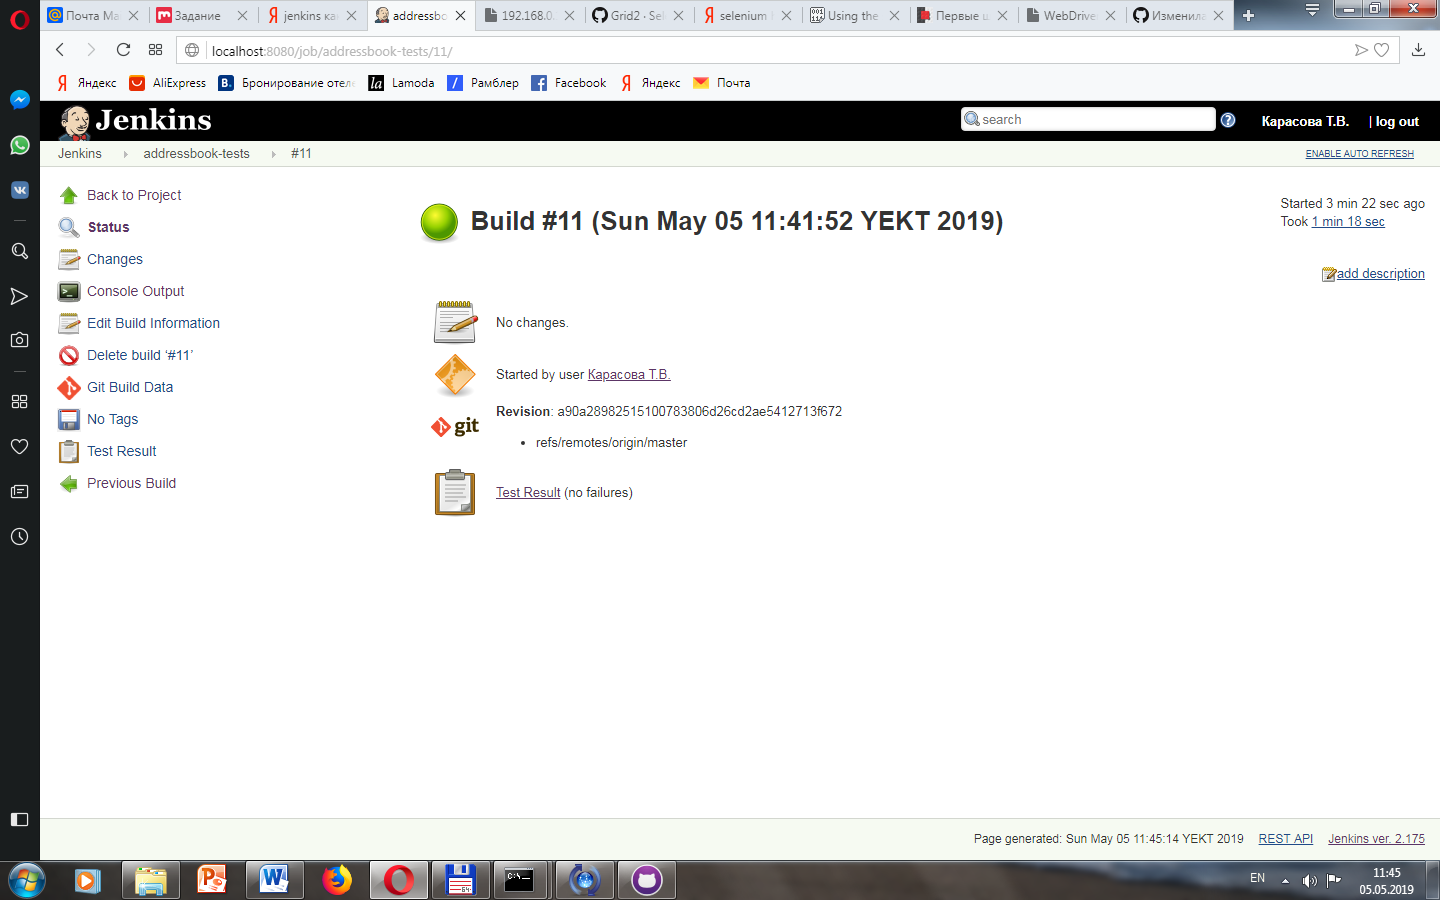 Почта Ma
Задание
jenkins ка
addressbo
192.168.0.
Grid2 · Se
selenium h
Using the
Первые ш
WebDrive
Изменила
localhost:8080/job/addressbook-tests/11/
Яндекс
AliExpress
Бронирование отеле
Lamoda
Рамблер
Facebook
Яндекс
Почта
Jenkins
search
Карасова Т.В.
| log out
Jenkins
addressbook-tests
#11
ENABLE AUTO REFRESH
Back to Project
Status
Changes
Console Output
Edit Build Information
Delete build ‘#11’
Git Build Data
No Tags
Test Result
Previous Build
Build #11 (Sun May 05 11:41:52 YEKT 2019)
Started 3 min 22 sec ago
Took 1 min 18 sec
add description
No changes.
Started by user Карасова Т.В.
git
Revision: a90a28982515100783806d26cd2ae5412713f672
refs/remotes/origin/master
Test Result (no failures)
Page generated: Sun May 05 11:45:14 YEKT 2019
REST API
Jenkins ver. 2.175
EN
11:45
05.05.2019